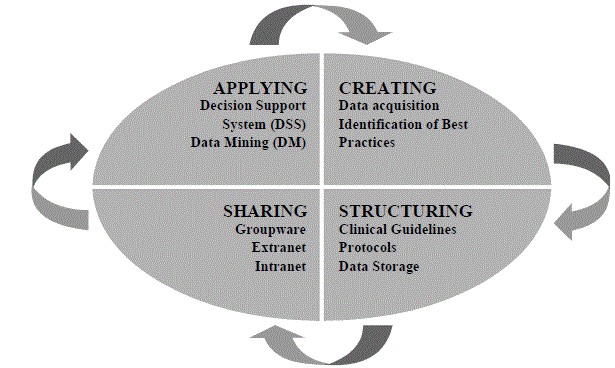 APPLYING
Decision Support
System (DSS)
Data Mining (DM)
CREATING
Data acquisition
Identification of Best
Practices
SHARING
Groupware
Extranet
Intranet
STRUCTURING
Clinical Guidelines
Protocols
Data Storage